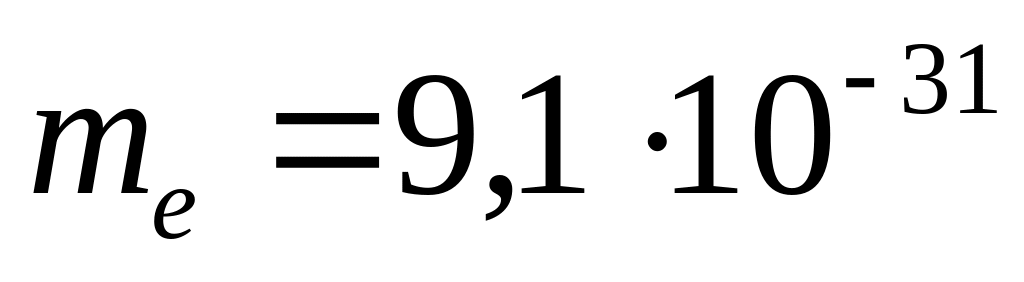 mₑ = 9,1 · 10⁻³¹